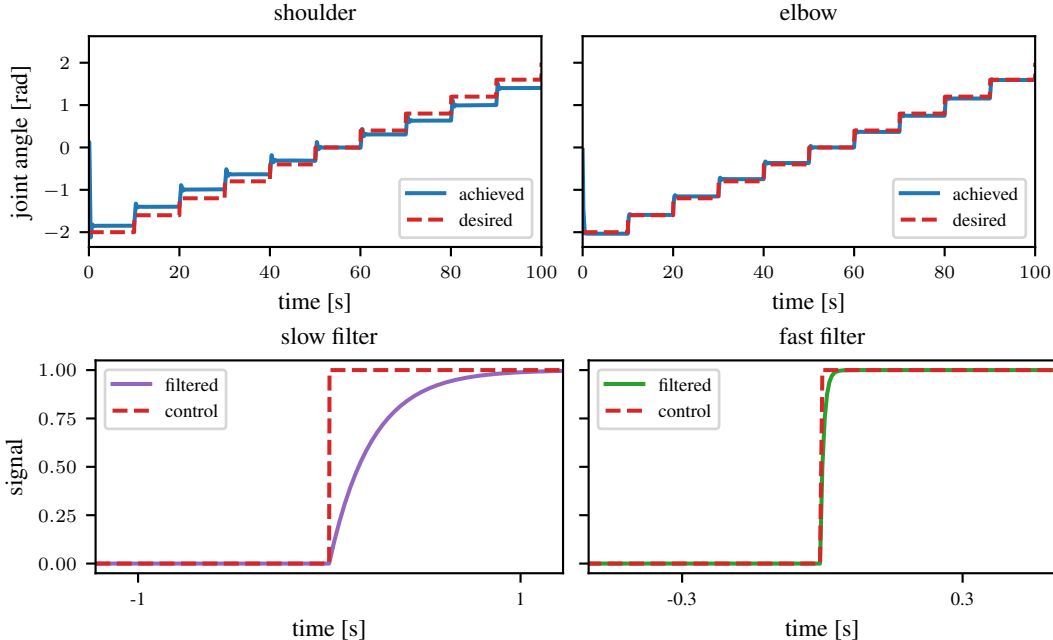 shoulder
elbow
joint angle [rad]
2
1
0
−1
−2
achieved
desired
achieved
desired
0
20
40
60
80
100
0
20
40
60
80
100
time [s]
time [s]
slow filter
fast filter
signal
1.00
0.75
0.50
0.25
0.00
filtered
control
filtered
control
-1
1
-0.3
0.3
time [s]
time [s]